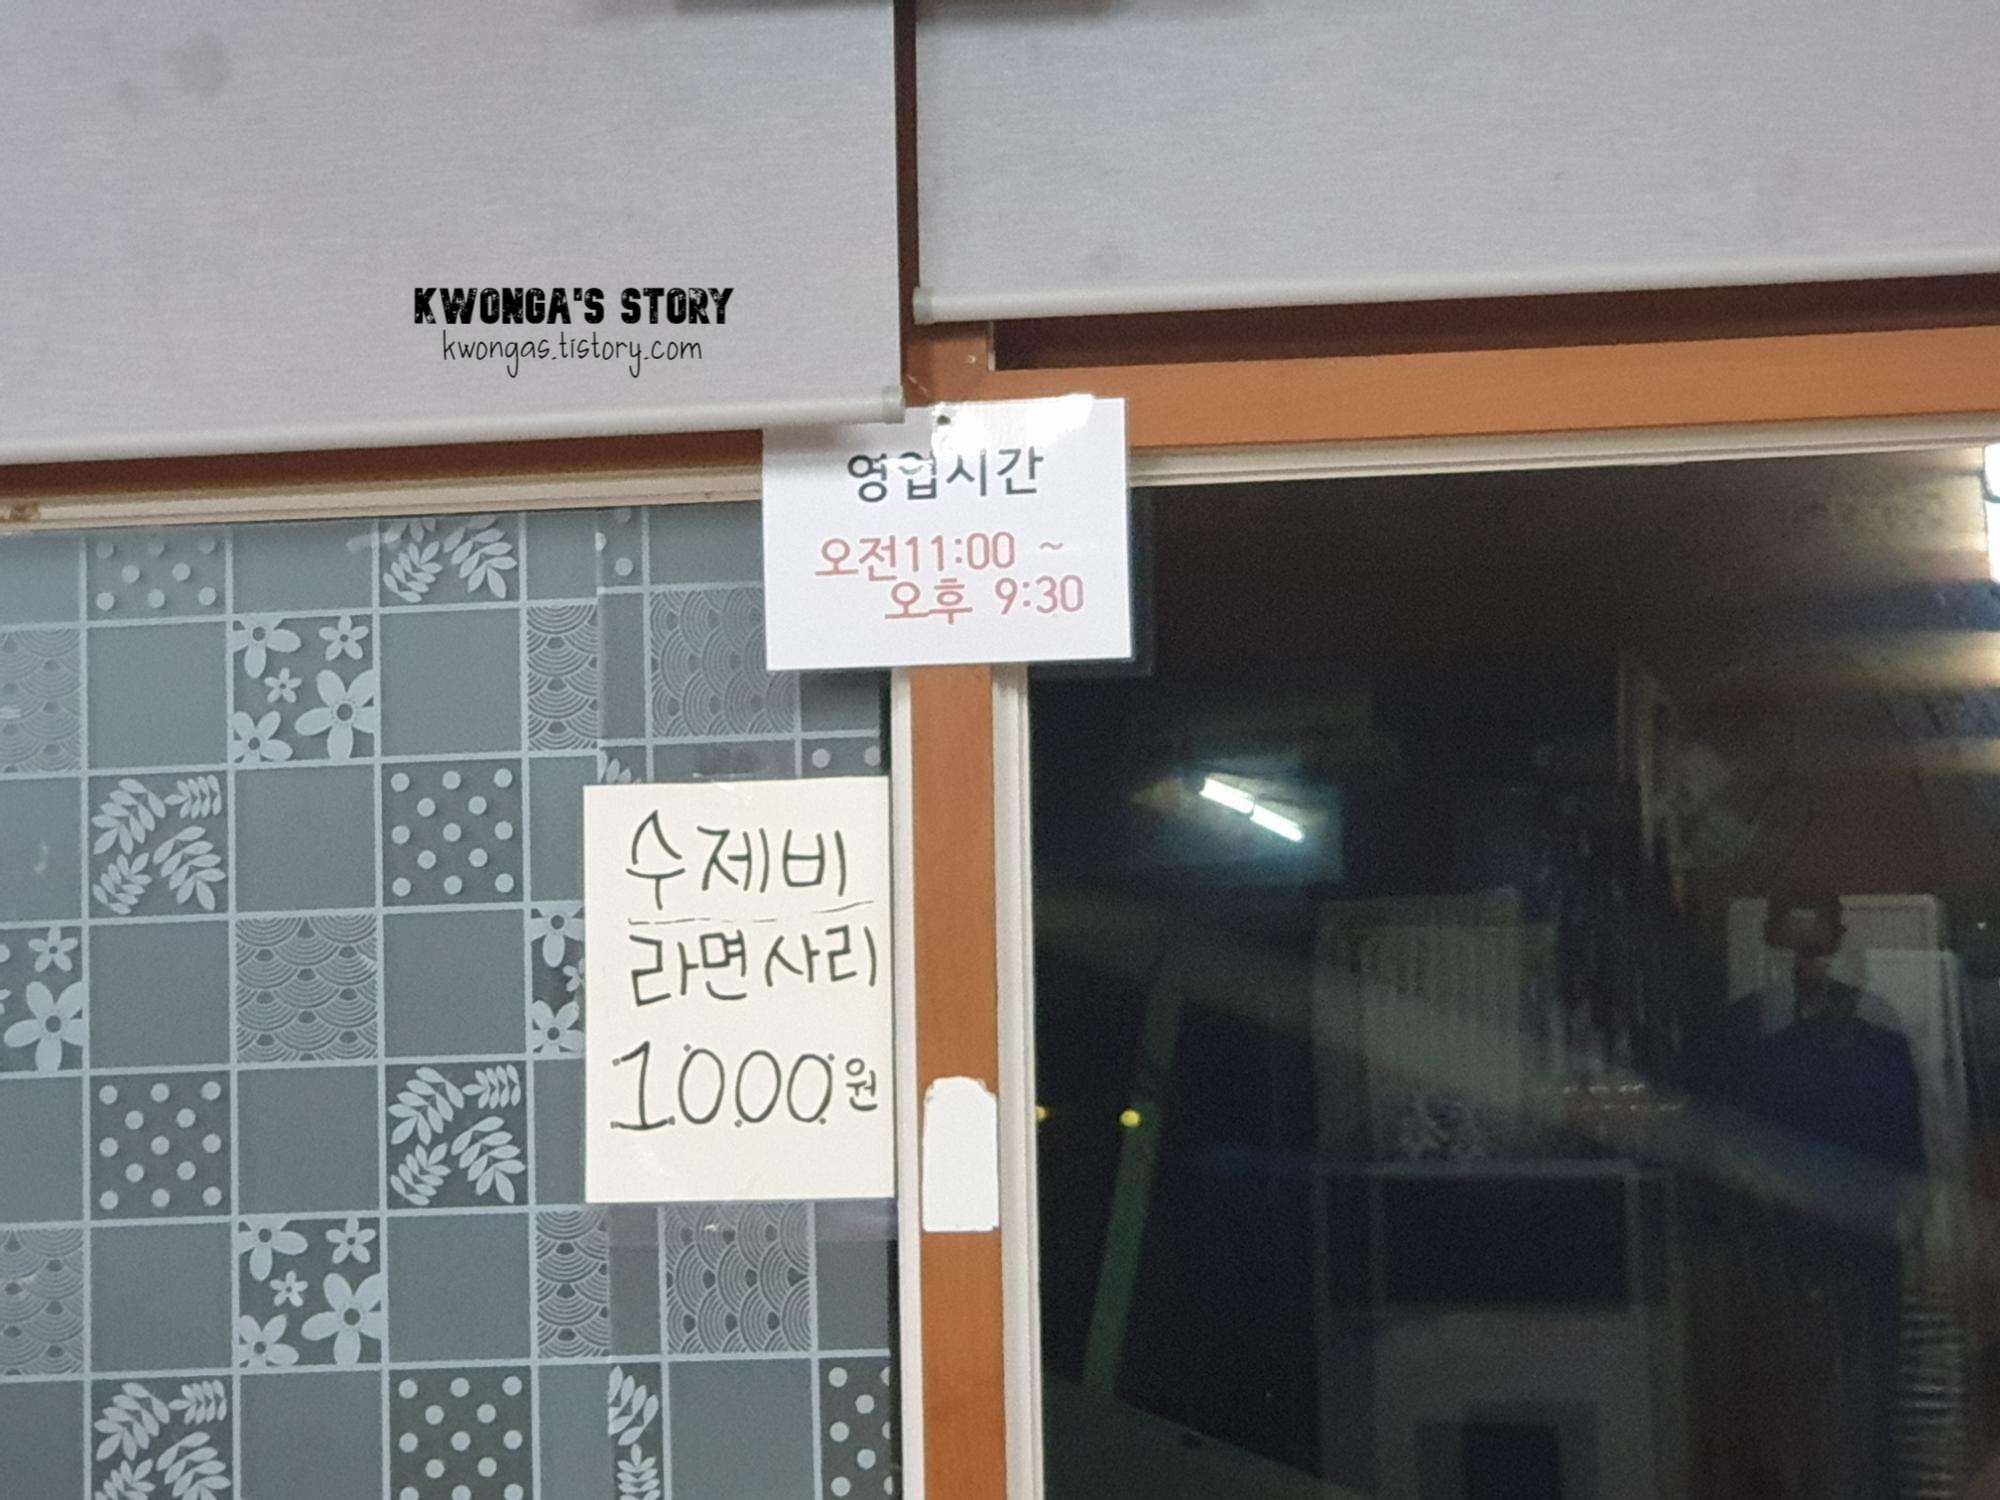 KWONGA'S STORY
kwongas.tistory.com
영업시간
오전11:00 ~
오후 9:30
수제비
라면사리
1000원